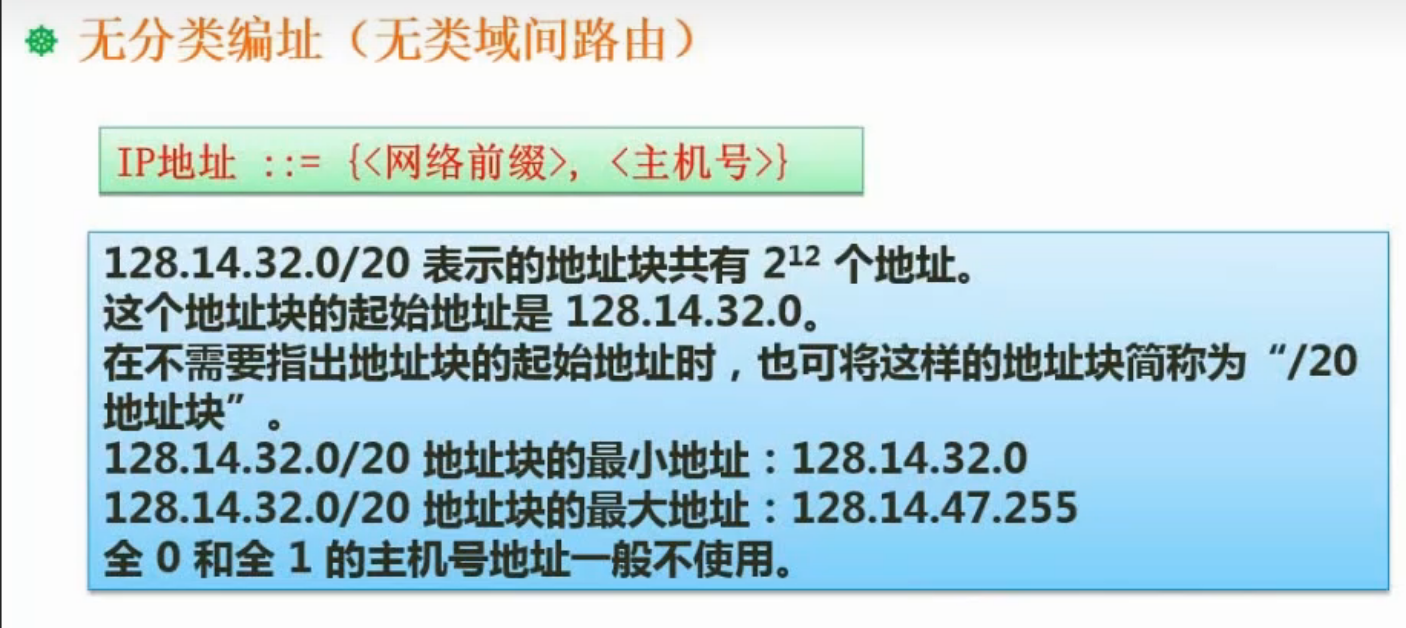 无分类编址（无类域间路由）
IP地址 ::= {<网络前缀>, <主机号>}
128.14.32.0/20 表示的地址块共有 2¹² 个地址。
这个地址块的起始地址是 128.14.32.0。
在不需要指出地址块的起始地址时，也可将这样的地址块简称为“/20
地址块”。
128.14.32.0/20 地址块的最小地址：128.14.32.0
128.14.32.0/20 地址块的最大地址：128.14.47.255
全 0 和全 1 的主机号地址一般不使用。